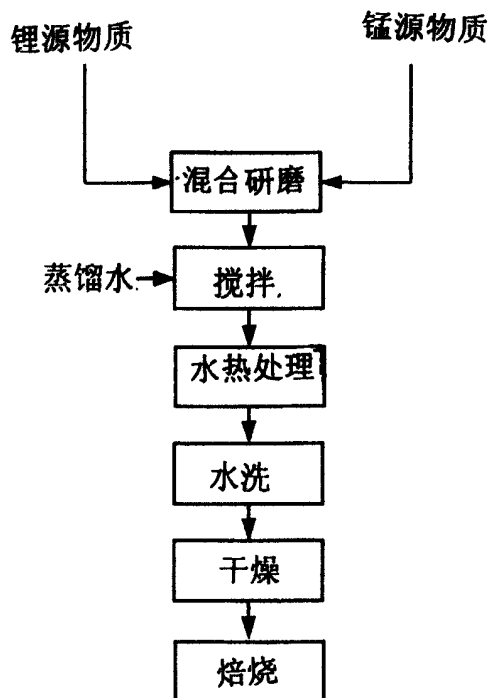 锂源物质
锰源物质
混合研磨
蒸馏水
搅拌
水热处理
水洗
干燥
焙烧